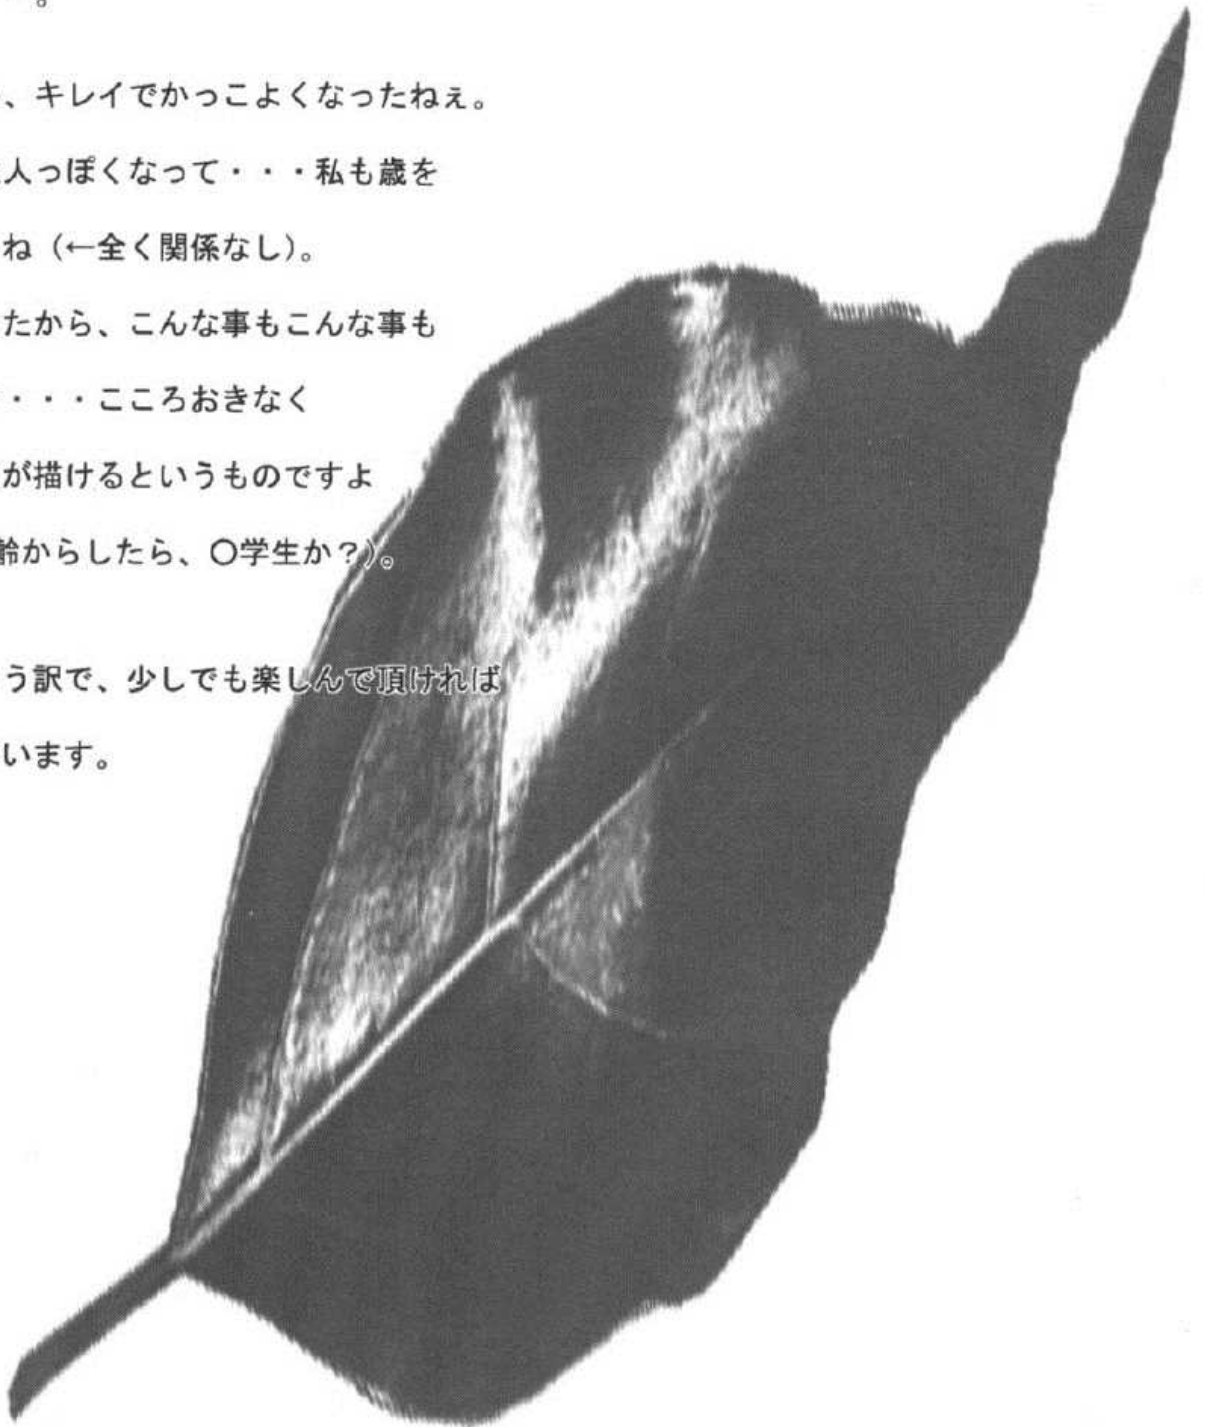 。
、キレイでかっこよくなったねぇ。
人っぽくなって・・・私も歳を
ね（←全く関係なし）。
たから、こんな事もこんな事も
・・・こころおきなく
が描けるというものですよ
齢からしたら、〇学生か？）。
う訳で、少しでも楽しんで頂ければ
います。